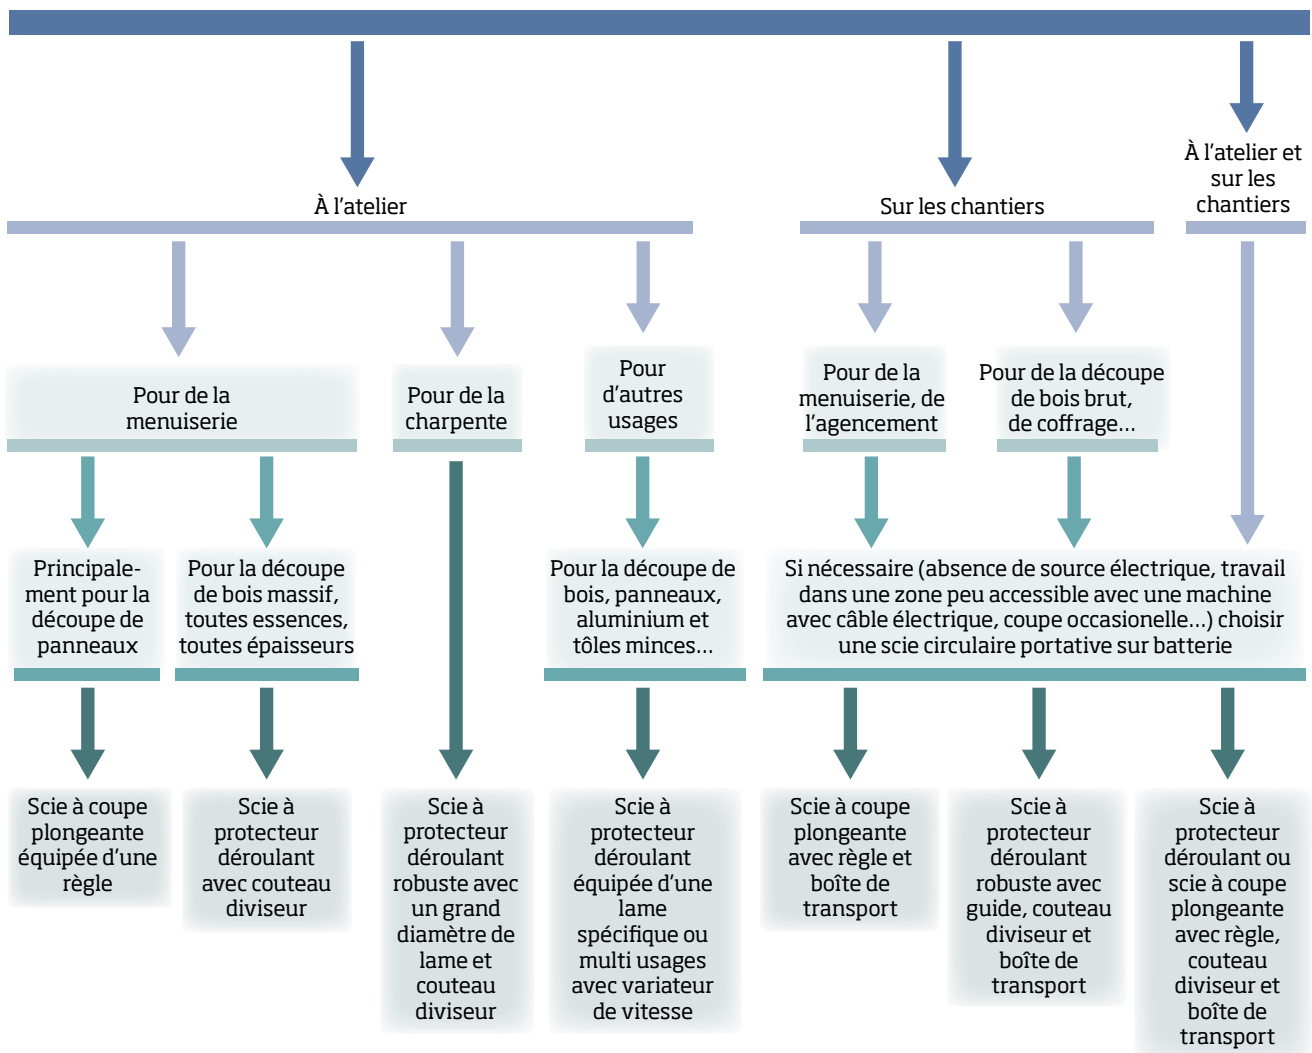 À l'atelier
Sur les chantiers
À l'atelier et
sur les
chantiers
Pour de la
menuiserie
Pour de la
charpente
Pour
d'autres
usages
Pour de la
menuiserie, de
l'agencement
Pour de la découpe
de bois brut,
de coffrage...
Principale-
ment pour la
découpe de
panneaux
Pour la découpe
de bois massif,
toutes essences,
toutes épaisseurs
Pour la découpe de
bois, panneaux,
aluminium et
tôles minces...
Si nécessaire (absence de source électrique, travail
dans une zone peu accessible avec une machine
avec câble électrique, coupe occasionelle...) choisir
une scie circulaire portative sur batterie
Scie à coupe
plongeante
équipée d'une
règle
Scie à
protecteur
déroulant
avec couteau
diviseur
Scie à
protecteur
déroulant
robuste avec
un grand
diamètre de
lame et
couteau
diviseur
Scie à
protecteur
déroulant
équipée d'une
lame
spécifique ou
multi usages
avec variateur
de vitesse
Scie à coupe
plongeante
avec règle et
boîte de
transport
Scie à
protecteur
déroulant
robuste avec
guide, couteau
diviseur et
boîte de
transport
Scie à
protecteur
déroulant ou
scie à coupe
plongeante
avec règle,
couteau
diviseur et
boîte de
transport